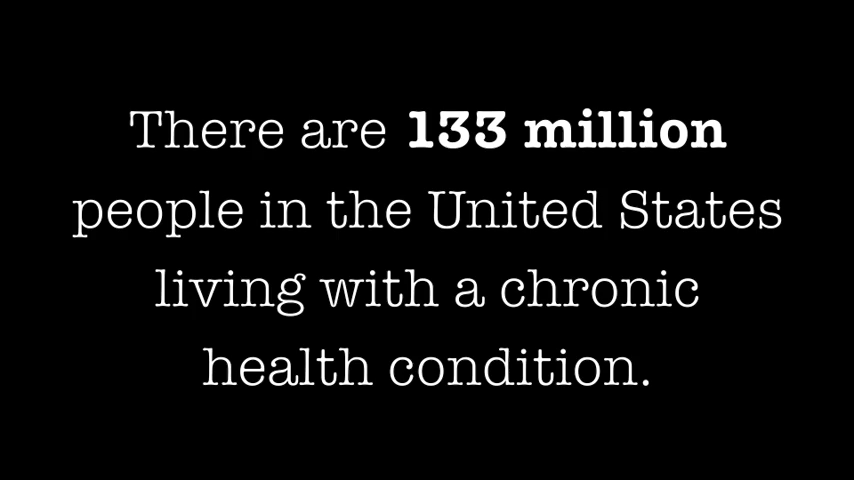 There are 133 million
people in the United States
living with a chronic
health condition.